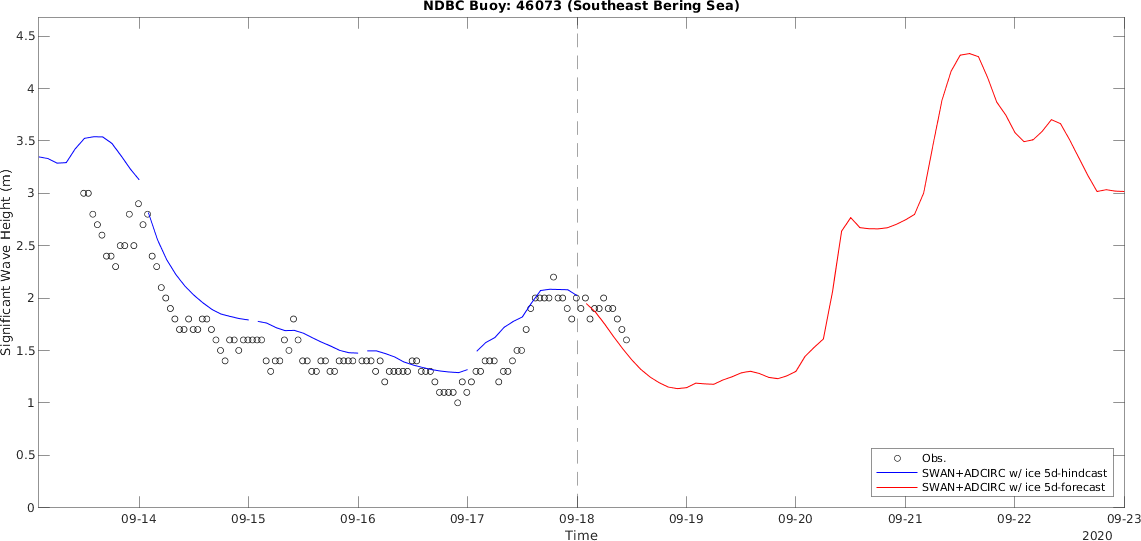 NDBC Buoy: 46073 (Southeast Bering Sea)
4.5
4
3.5
3
2.5
2
1.5
1
0.5
0
Significant Wave Height (m)
Obs.
SWAN+ADCIRC w/ ice 5d-hindcast
SWAN+ADCIRC w/ ice 5d-forecast
09-14 09-15 09-16 09-17 09-18 09-19 09-20 09-21 09-22 09-23
Time
2020